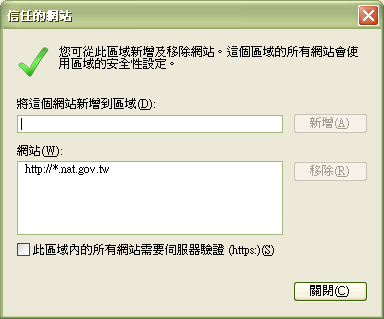 信任的網站
您可從此區域新增及移除網站。這個區域的所有網站會使
用區域的安全性設定。
將這個網站新增到區域(D):
新增(A)
網站(W):
http://*.nat.gov.tw
移除(R)
此區域內的所有網站需要伺服器驗證 (https:)(S)
關閉(C)